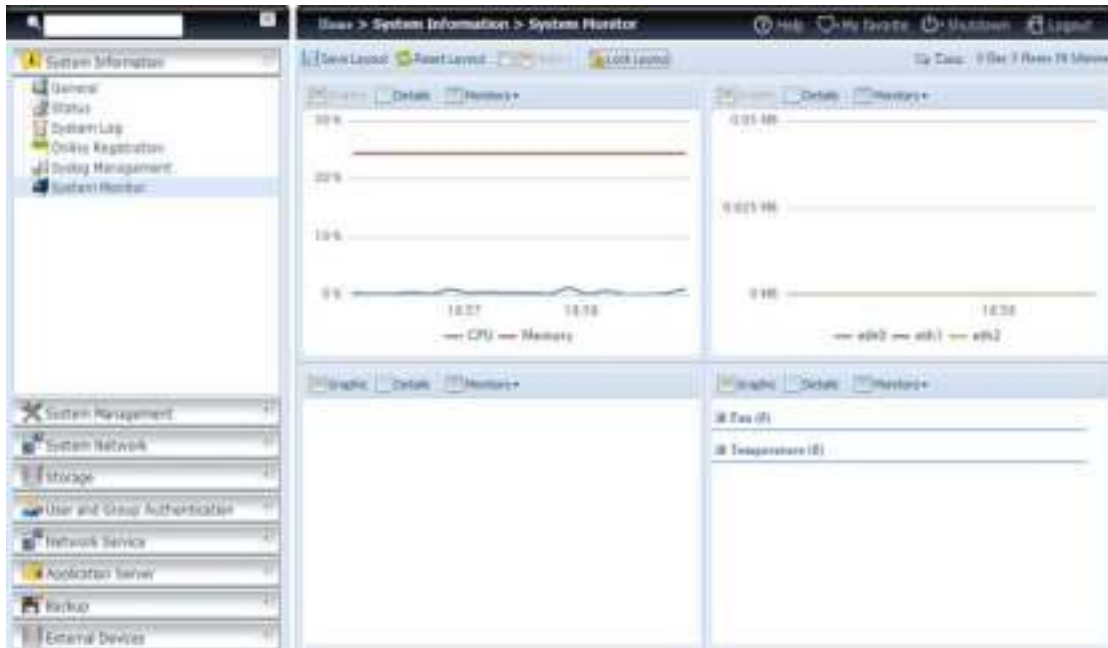 Home > System Information > System Monitor
Help
My favorite
Shutdown
Logout
System Information
General
Status
System Log
Online Registration
Syslog Management
System Monitor
System Management
System Network
Storage
User and Group Authentication
Network Service
Application Server
Backup
External Devices
Save Layout
Reset Layout
Lock Layout
Graphic
Details
Monitors
30 %
20 %
10 %
0 %
18:57
18:58
CPU
Memory
Graphic
Details
Monitors
0.05 MB
0.025 MB
0 MB
18:58
eth0
eth1
eth2
Graphic
Details
Monitors
Graphic
Details
Monitors
Fan
Temperature